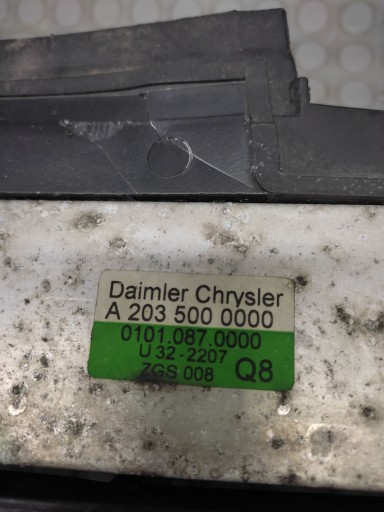 Daimler Chrysler
A 203 500 0000
0101.087.0000
U 32-2207
ZGS 008 Q8